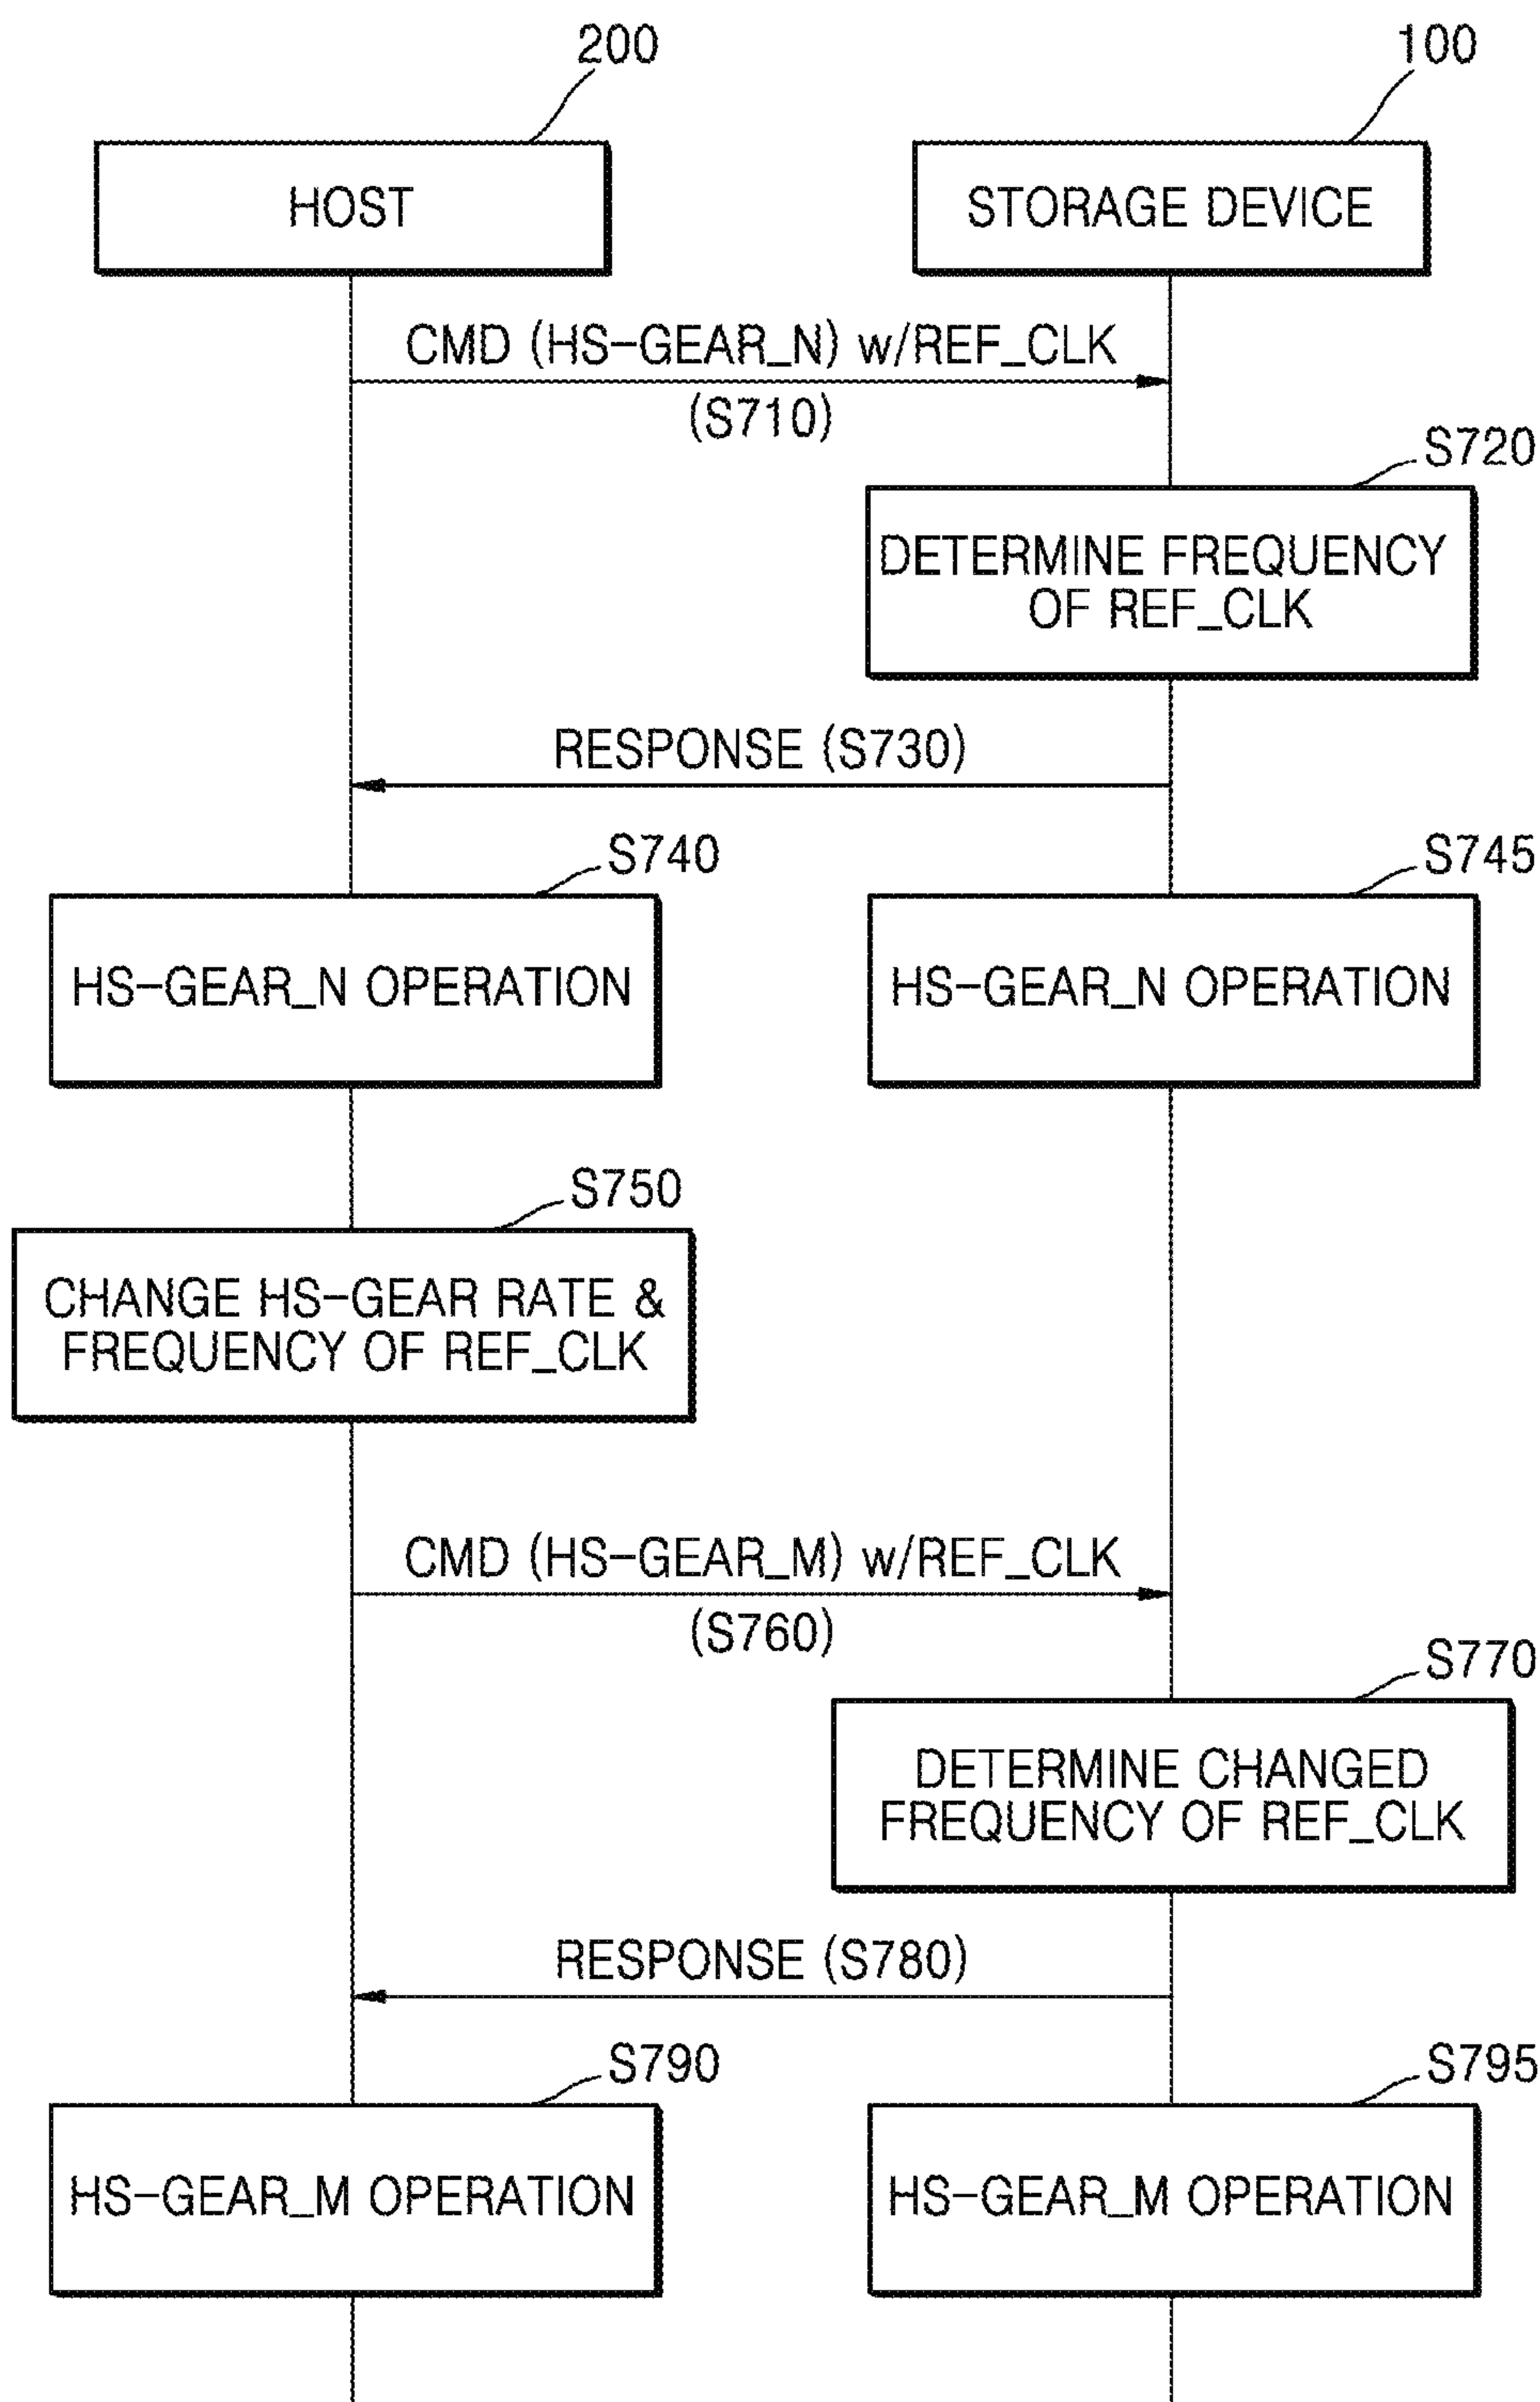 200
100
HOST
STORAGE DEVICE
CMD (HS-GEAR_N) w/REF_CLK
(S710)
S720
DETERMINE FREQUENCY
OF REF_CLK
RESPONSE (S730)
S740
S745
HS-GEAR_N OPERATION
HS-GEAR_N OPERATION
S750
CHANGE HS-GEAR RATE &
FREQUENCY OF REF_CLK
CMD (HS-GEAR_M) w/REF_CLK
(S760)
S770
DETERMINE CHANGED
FREQUENCY OF REF_CLK
RESPONSE (S780)
S790
S795
HS-GEAR_M OPERATION
HS-GEAR_M OPERATION